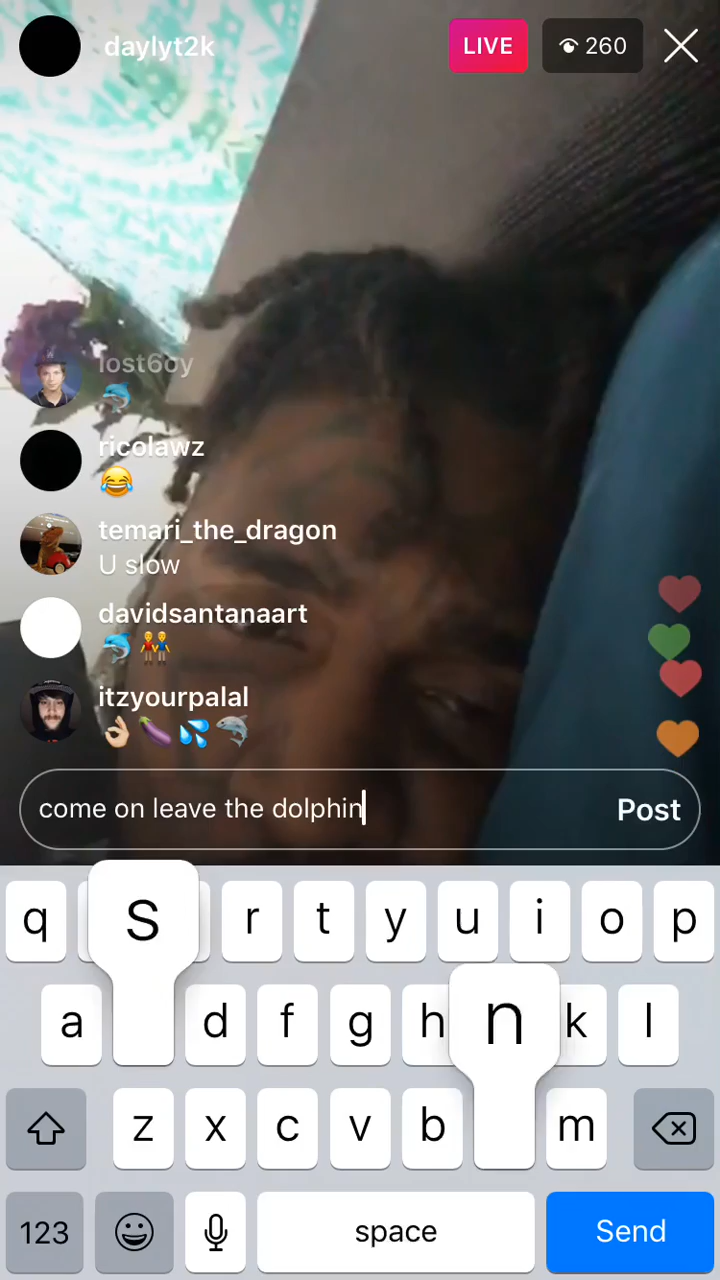 daylyt2k
LIVE
260
lost6oy
🐬
ricolawz
😂
temari_the_dragon
U slow
davidsantanaart
🐬 👬
itzyourpalal
👌🏼🍆💦🐬
come on leave the dolphin
Post
q s r t y u i o p
a d f g h n k l
z x c v b m
123 space Send